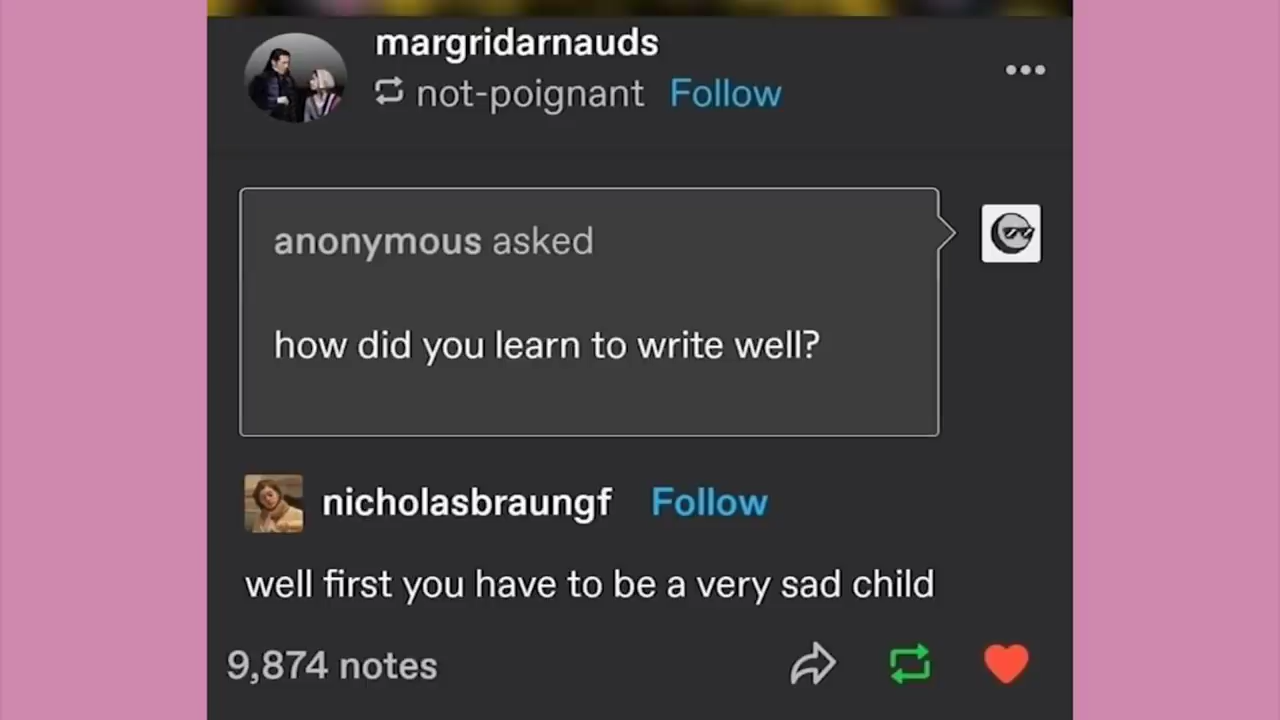 margridarnauds
not-poignant Follow
anonymous asked
how did you learn to write well?
nicholasbraungf Follow
well first you have to be a very sad child
9,874 notes